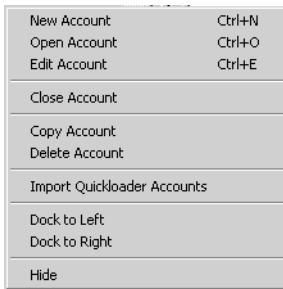 New Account Ctrl+N
Open Account Ctrl+O
Edit Account Ctrl+E
Close Account
Copy Account
Delete Account
Import Quickloader Accounts
Dock to Left
Dock to Right
Hide